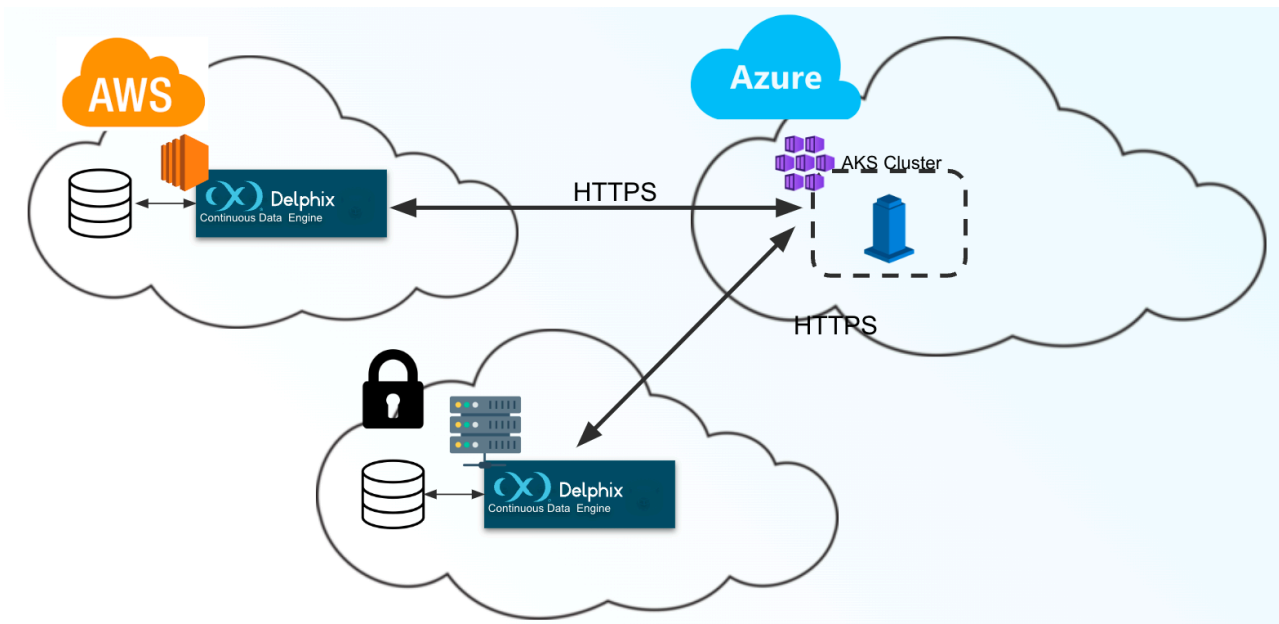 AWS
Azure
AKS Cluster
HTTPS
Delphix
Continuous Data Engine
HTTPS
Delphix
Continuous Data Engine